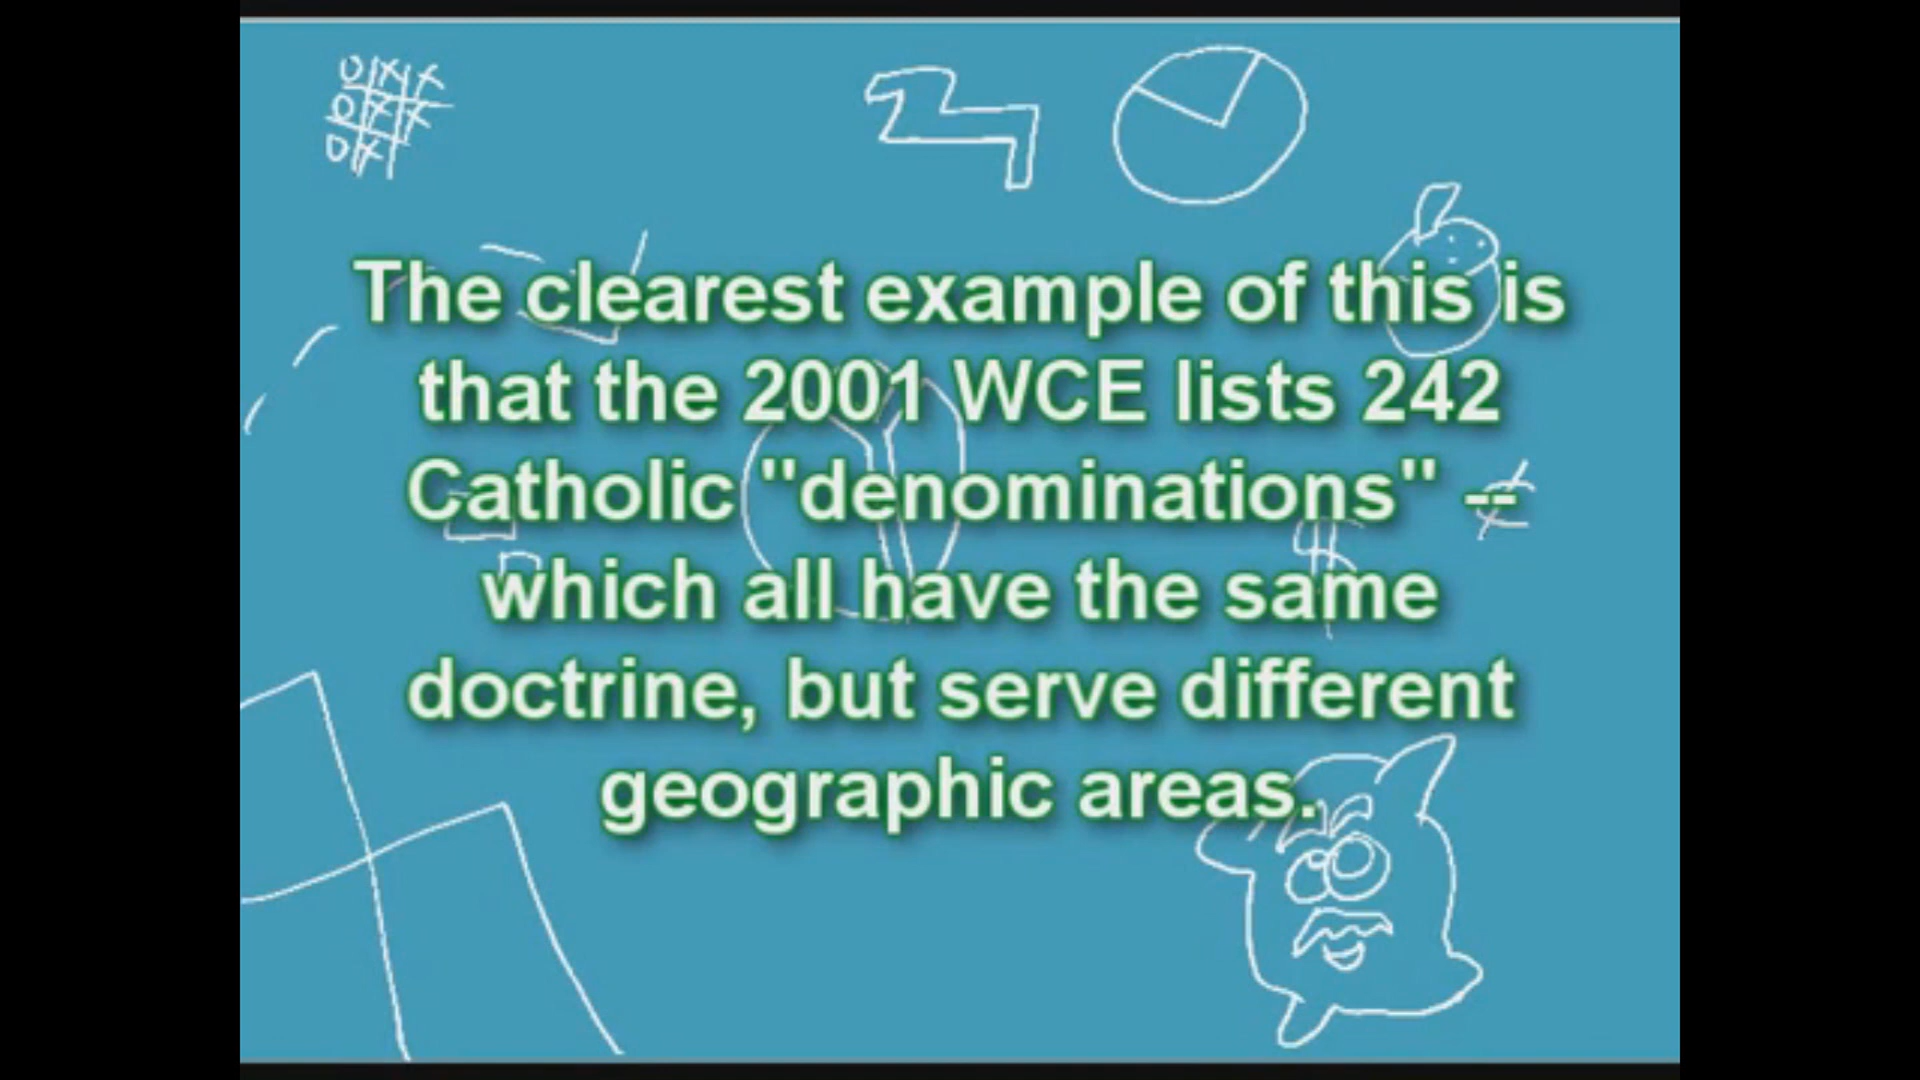 The clearest example of this is
that the 2001 WCE lists 242
Catholic "denominations" --
which all have the same
doctrine, but serve different
geographic areas.